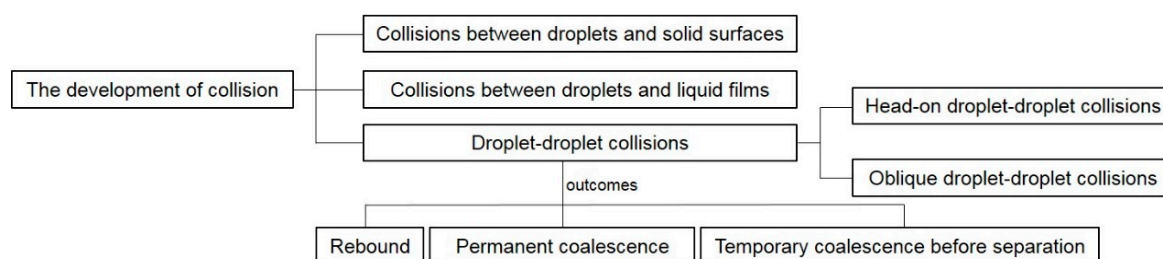 Collisions between droplets and solid surfaces
The development of collision
Collisions between droplets and liquid films
Head-on droplet-droplet collisions
Droplet-droplet collisions
Oblique droplet-droplet collisions
outcomes
Rebound
Permanent coalescence
Temporary coalescence before separation